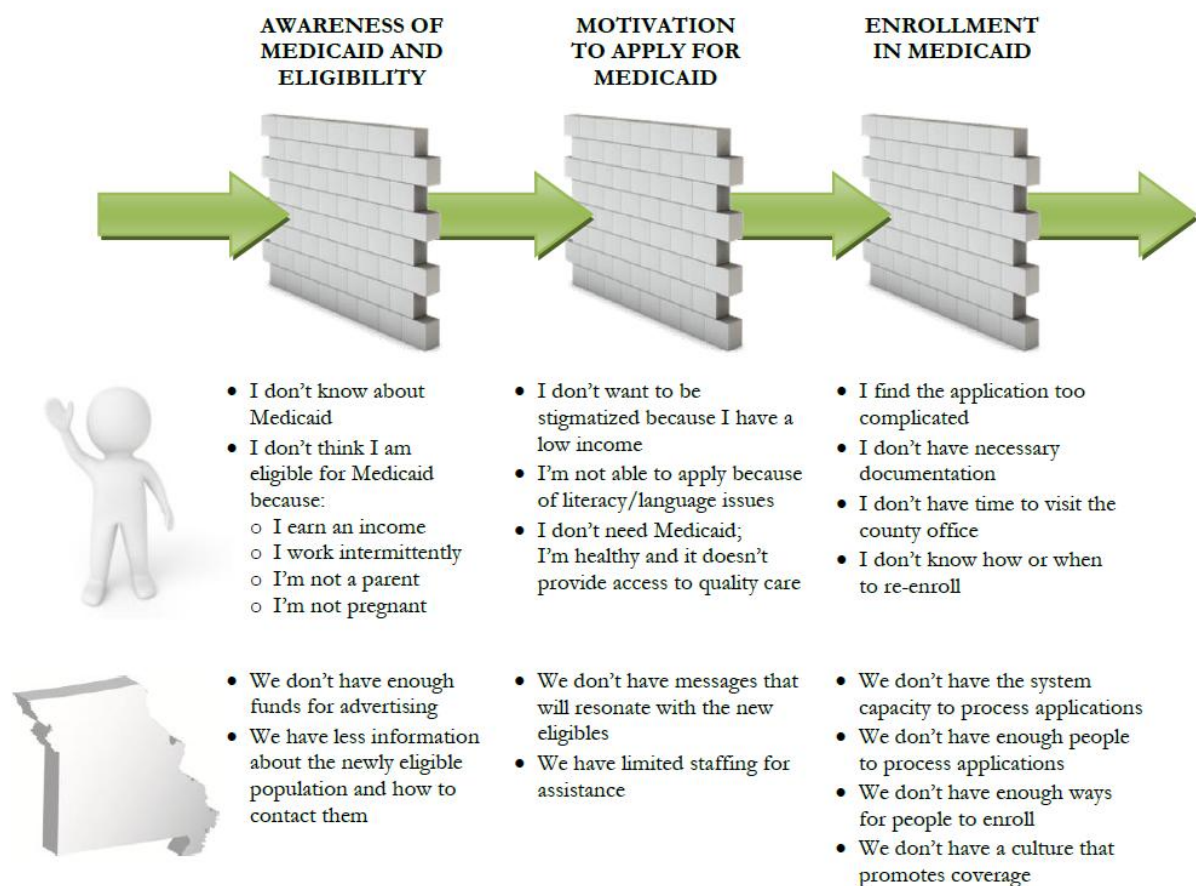 AWARENESS OF
MEDICAID AND
ELIGIBILITY
MOTIVATION
TO APPLY FOR
MEDICAID
ENROLLMENT
IN MEDICAID
• I don’t know about
Medicaid
• I don’t think I am
eligible for Medicaid
because:
o I earn an income
o I work intermittently
o I’m not a parent
o I’m not pregnant
• I don’t want to be
stigmatized because I have a
low income
• I’m not able to apply because
of literacy/language issues
• I don’t need Medicaid;
I’m healthy and it doesn’t
provide access to quality care
• I find the application too
complicated
• I don’t have necessary
documentation
• I don’t have time to visit the
county office
• I don’t know how or when
to re-enroll
• We don’t have enough
funds for advertising
• We have less information
about the newly eligible
population and how to
contact them
• We don’t have messages that
will resonate with the new
eligibles
• We have limited staffing for
assistance
• We don’t have the system
capacity to process applications
• We don’t have enough people
to process applications
• We don’t have enough ways
for people to enroll
• We don’t have a culture that
promotes coverage